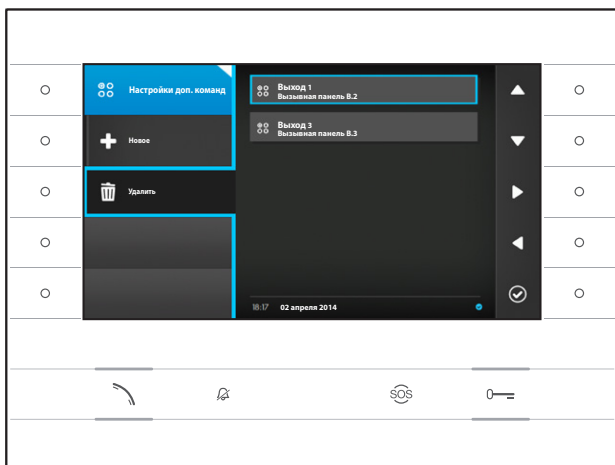 Настройки доп. команд
Новое
Удалить
Выход 1
Вызывная панель В.2
Выход 3
Вызывная панель В.3
18:17 02 апреля 2014
SOS